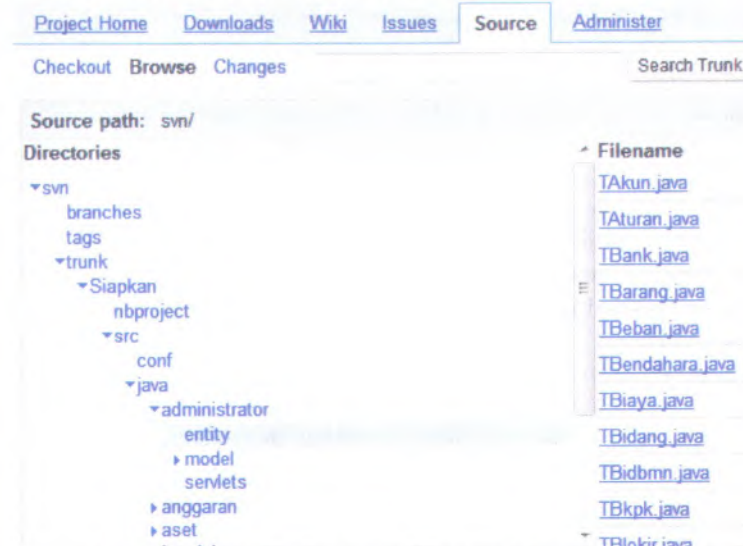 Project Home Downloads Wiki Issues Source Administer
Checkout Browse Changes Search Trunk
Source path: svn/
Directories
svn
branches
tags
trunk
Siapkan
nbproject
src
conf
java
administrator
entity
model
servlets
anggaran
aset
Filename
TAkun.java
TAturan.java
TBank.java
TBarang.java
TBeban.java
TBendahara.java
TBiaya.java
TBidang.java
TBidbmn.java
TBkpk.java